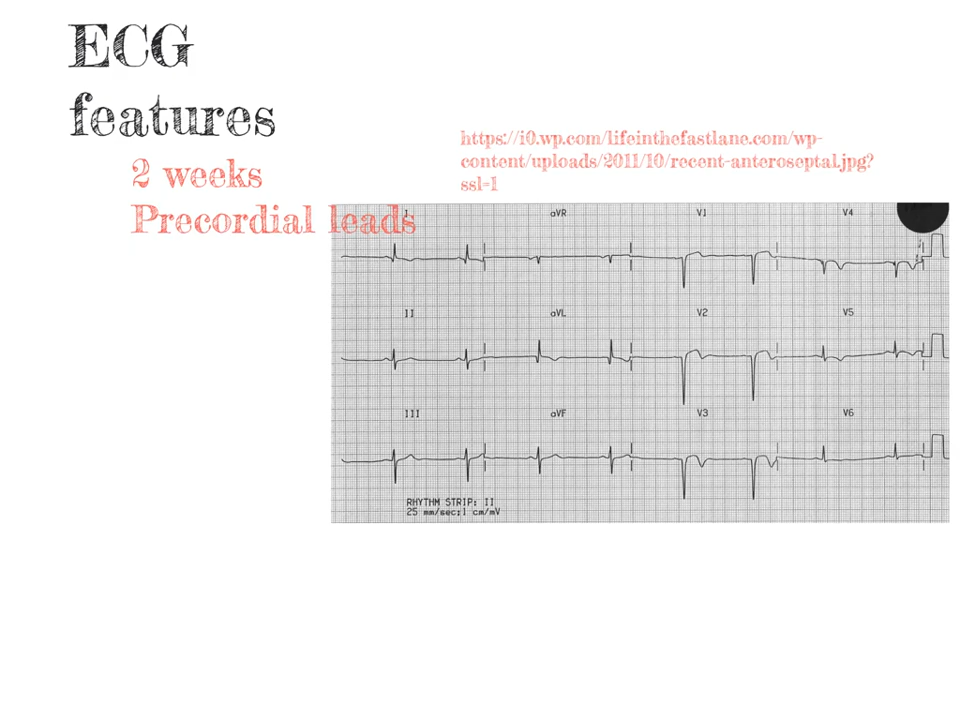 ECG
features
2 weeks
Precordial leads
https://i0.wp.com/lifeinthefastlane.com/wp-
content/uploads/2011/10/recent-anteroseptal.jpg?
ssl=1
I aVR V1 V4
II aVL V2 V5
III aVF V3 V6
RHYTHM STRIP: II
25 mm/sec;1 cm/mV